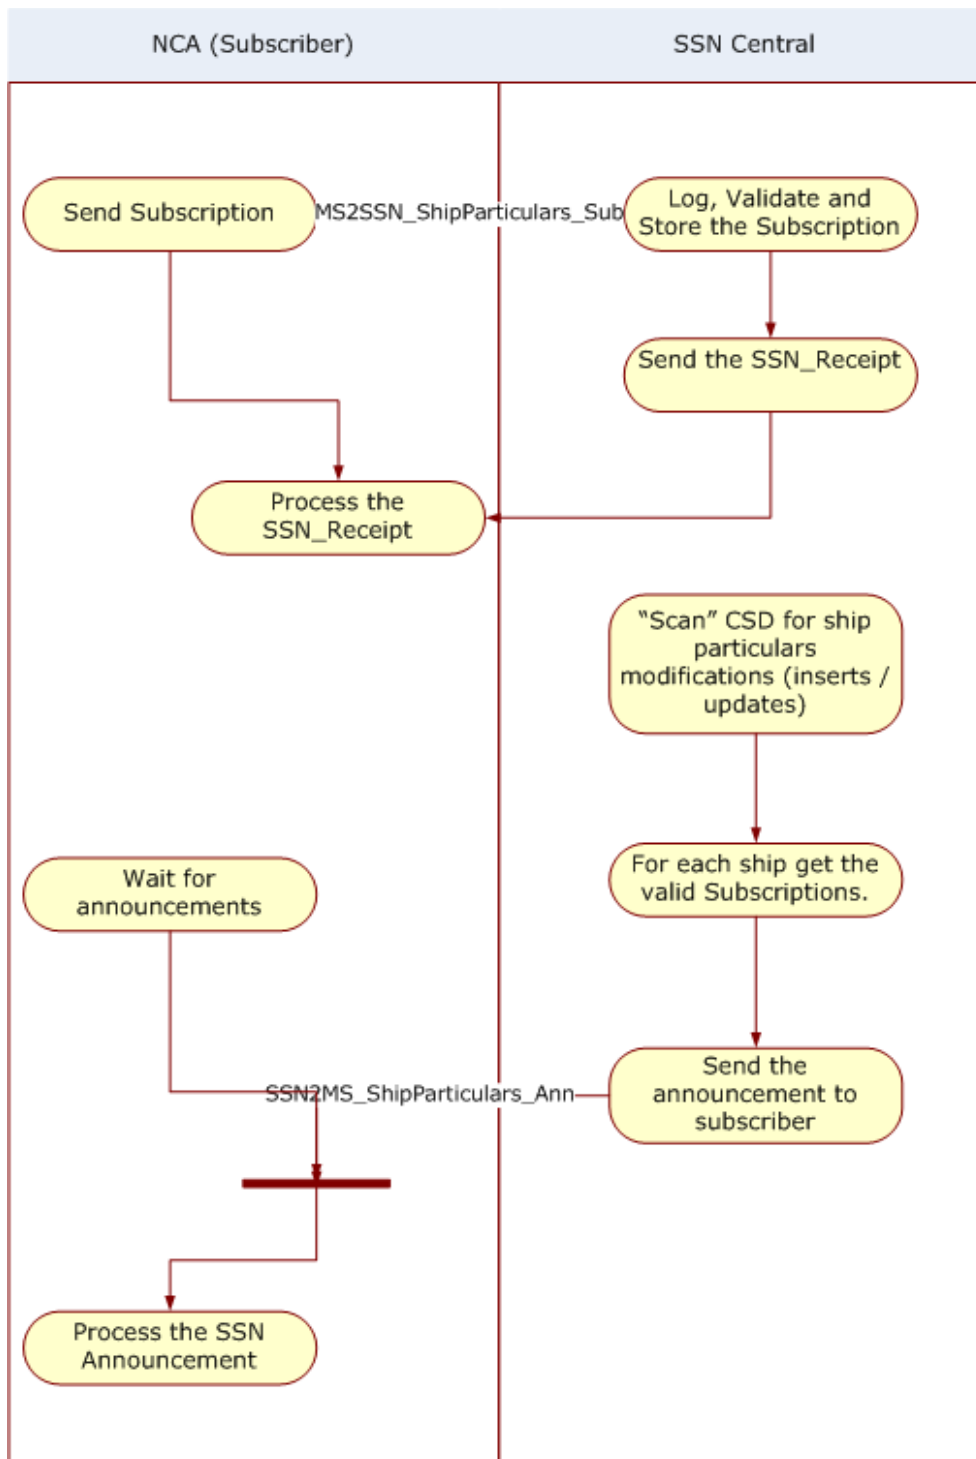 NCA (Subscriber)
SSN Central
Send Subscription
MS2SSN_ShipParticulars_Sub
Log, Validate and
Store the Subscription
Send the SSN_Receipt
Process the
SSN_Receipt
“Scan” CSD for ship
particulars
modifications (inserts /
updates)
Wait for
announcements
For each ship get the
valid Subscriptions.
SSN2MS_ShipParticulars_Ann
Send the
announcement to
subscriber
Process the SSN
Announcement